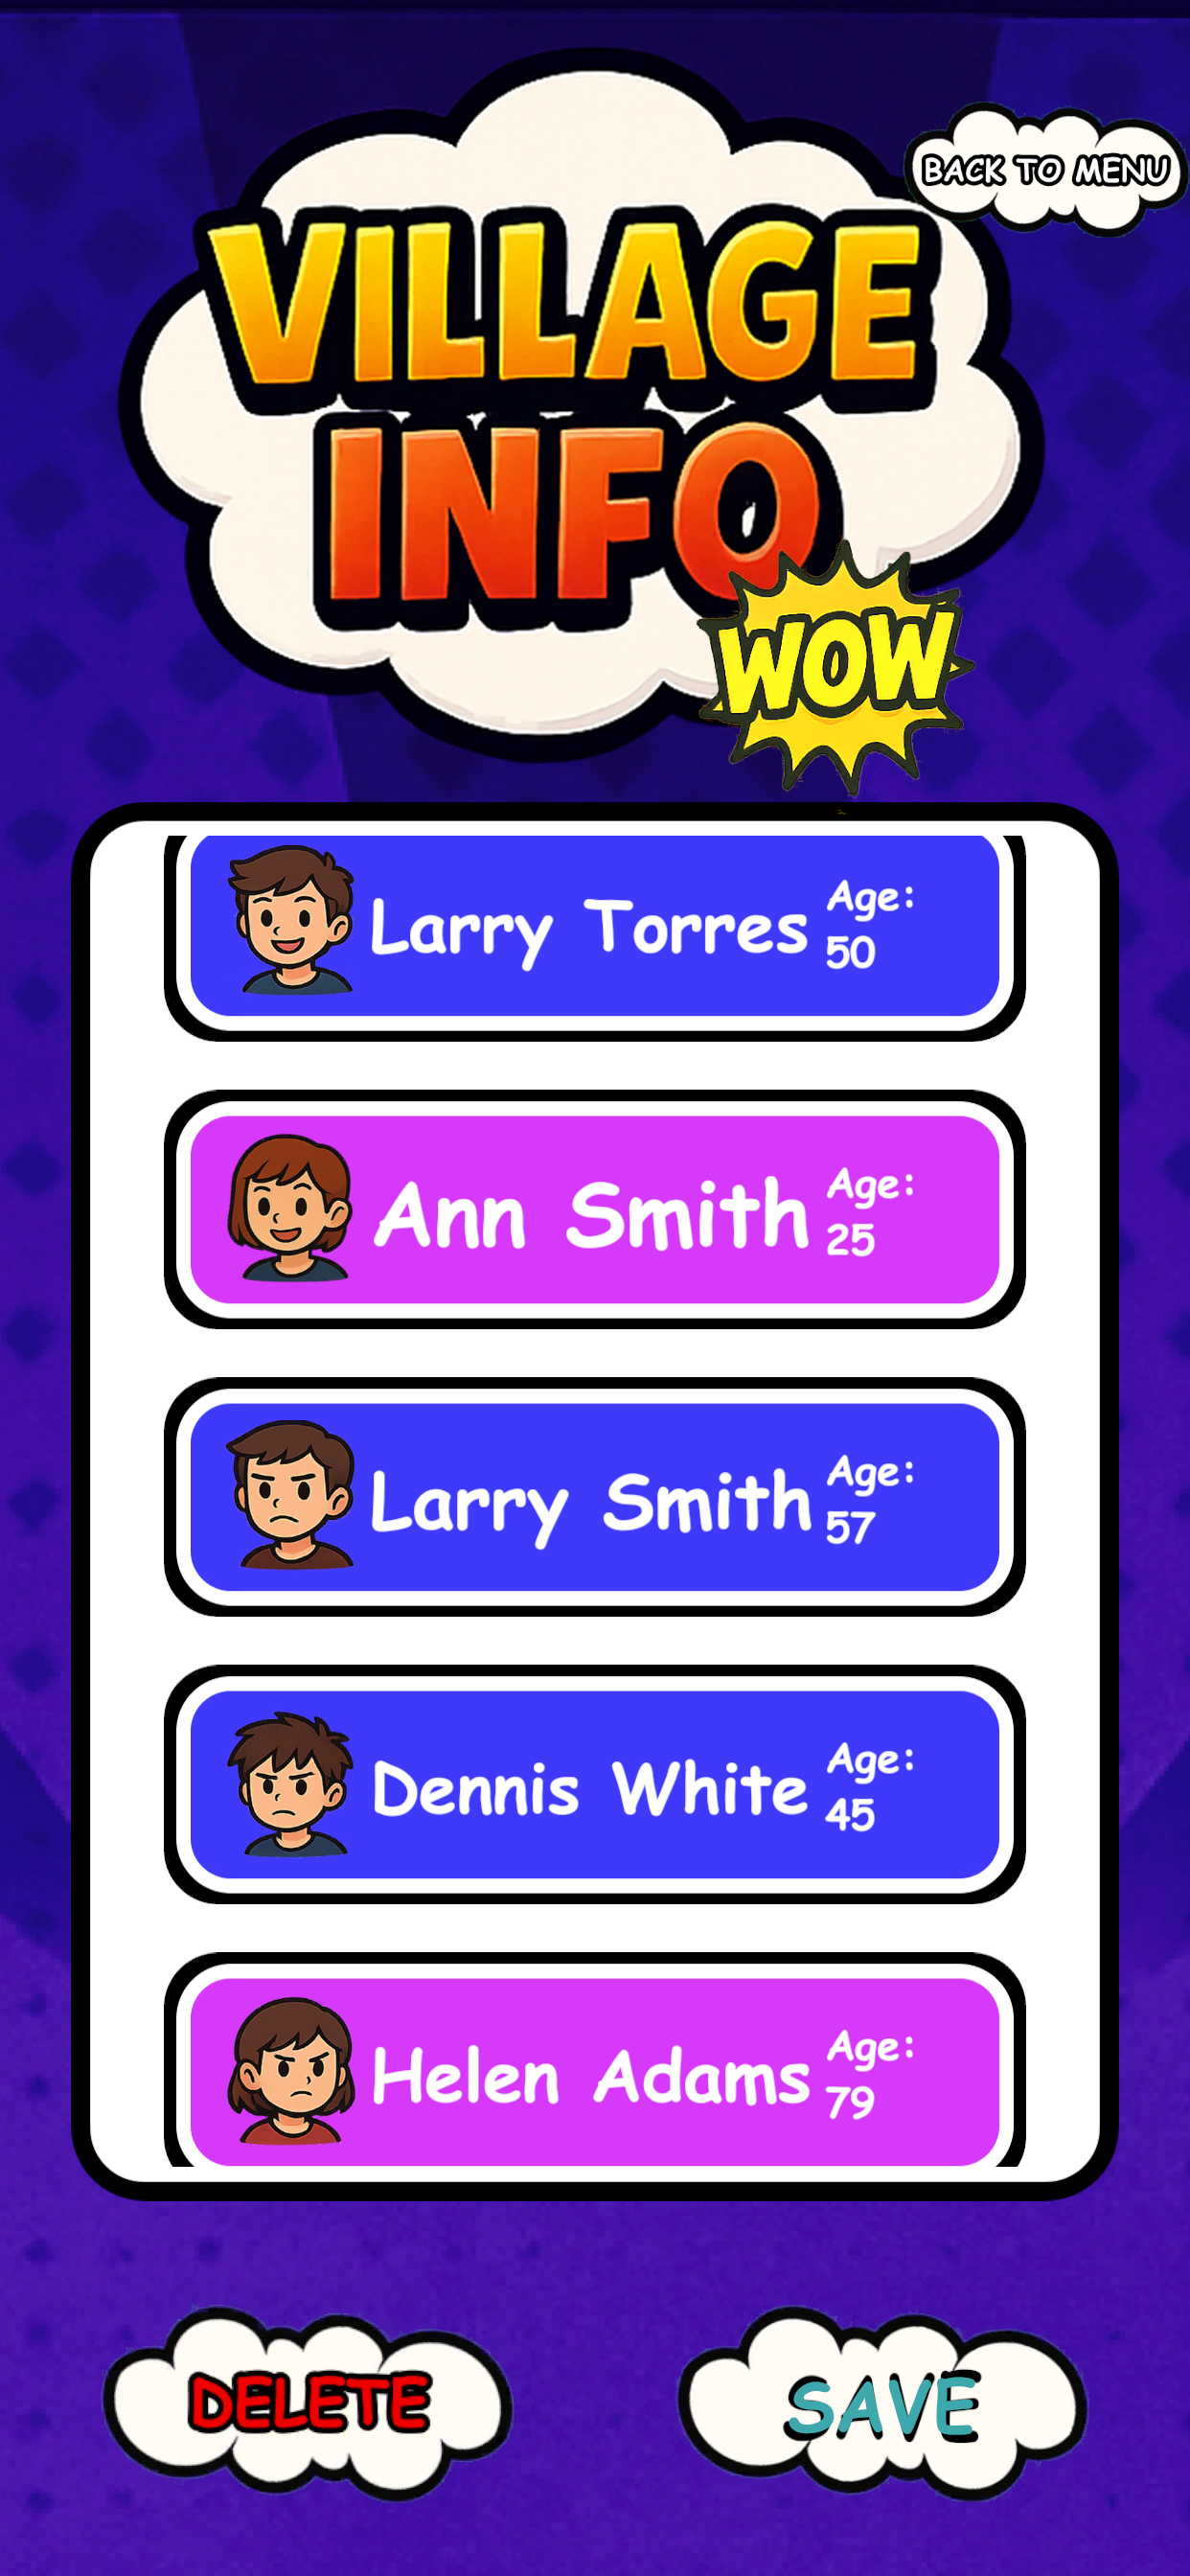 BACK TO MENU
VILLAGE
INFO
WOW
Larry Torres
Age:
50
Ann Smith
Age:
25
Larry Smith
Age:
57
Dennis White
Age:
45
Helen Adams
Age:
79
DELETE
SAVE